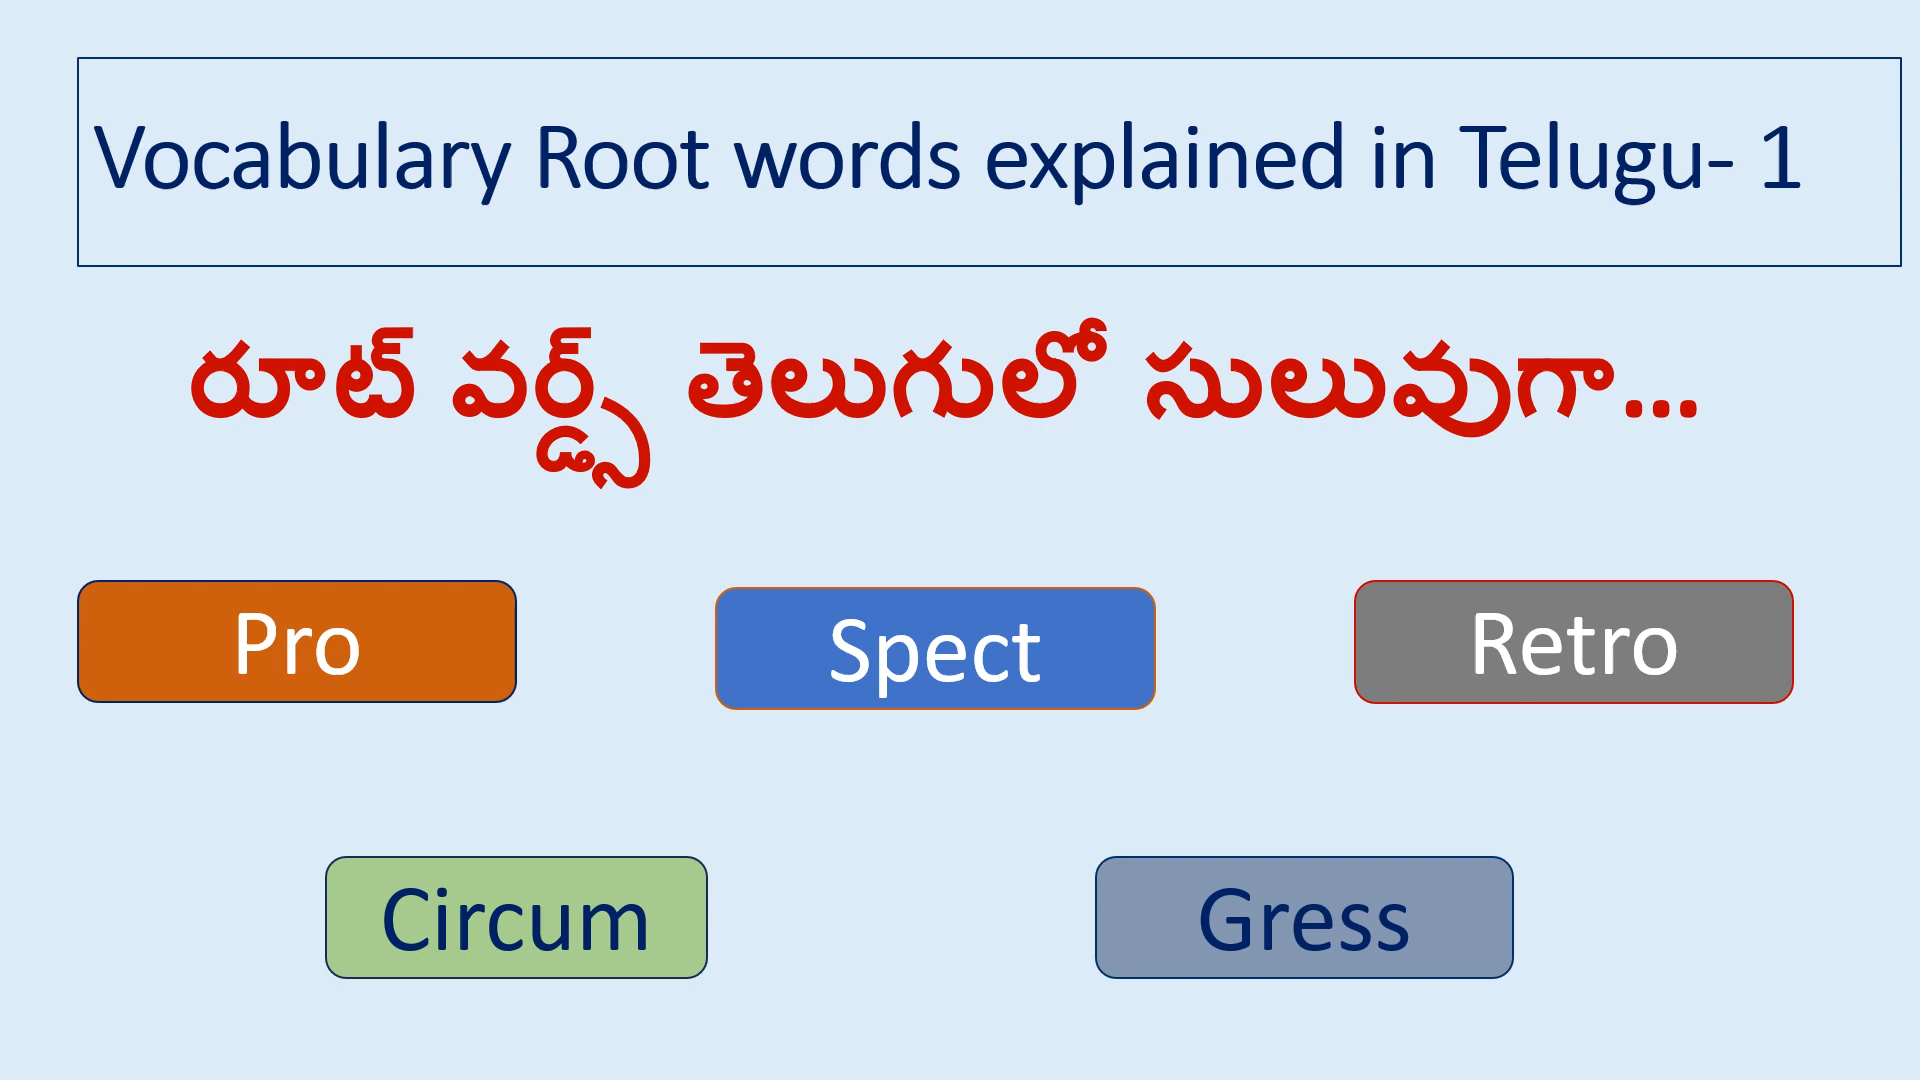 Vocabulary Root words explained in Telugu- 1
రూట్ వర్డ్స్ తెలుగులో సులువుగా...
Pro
Spect
Retro
Circum
Gress